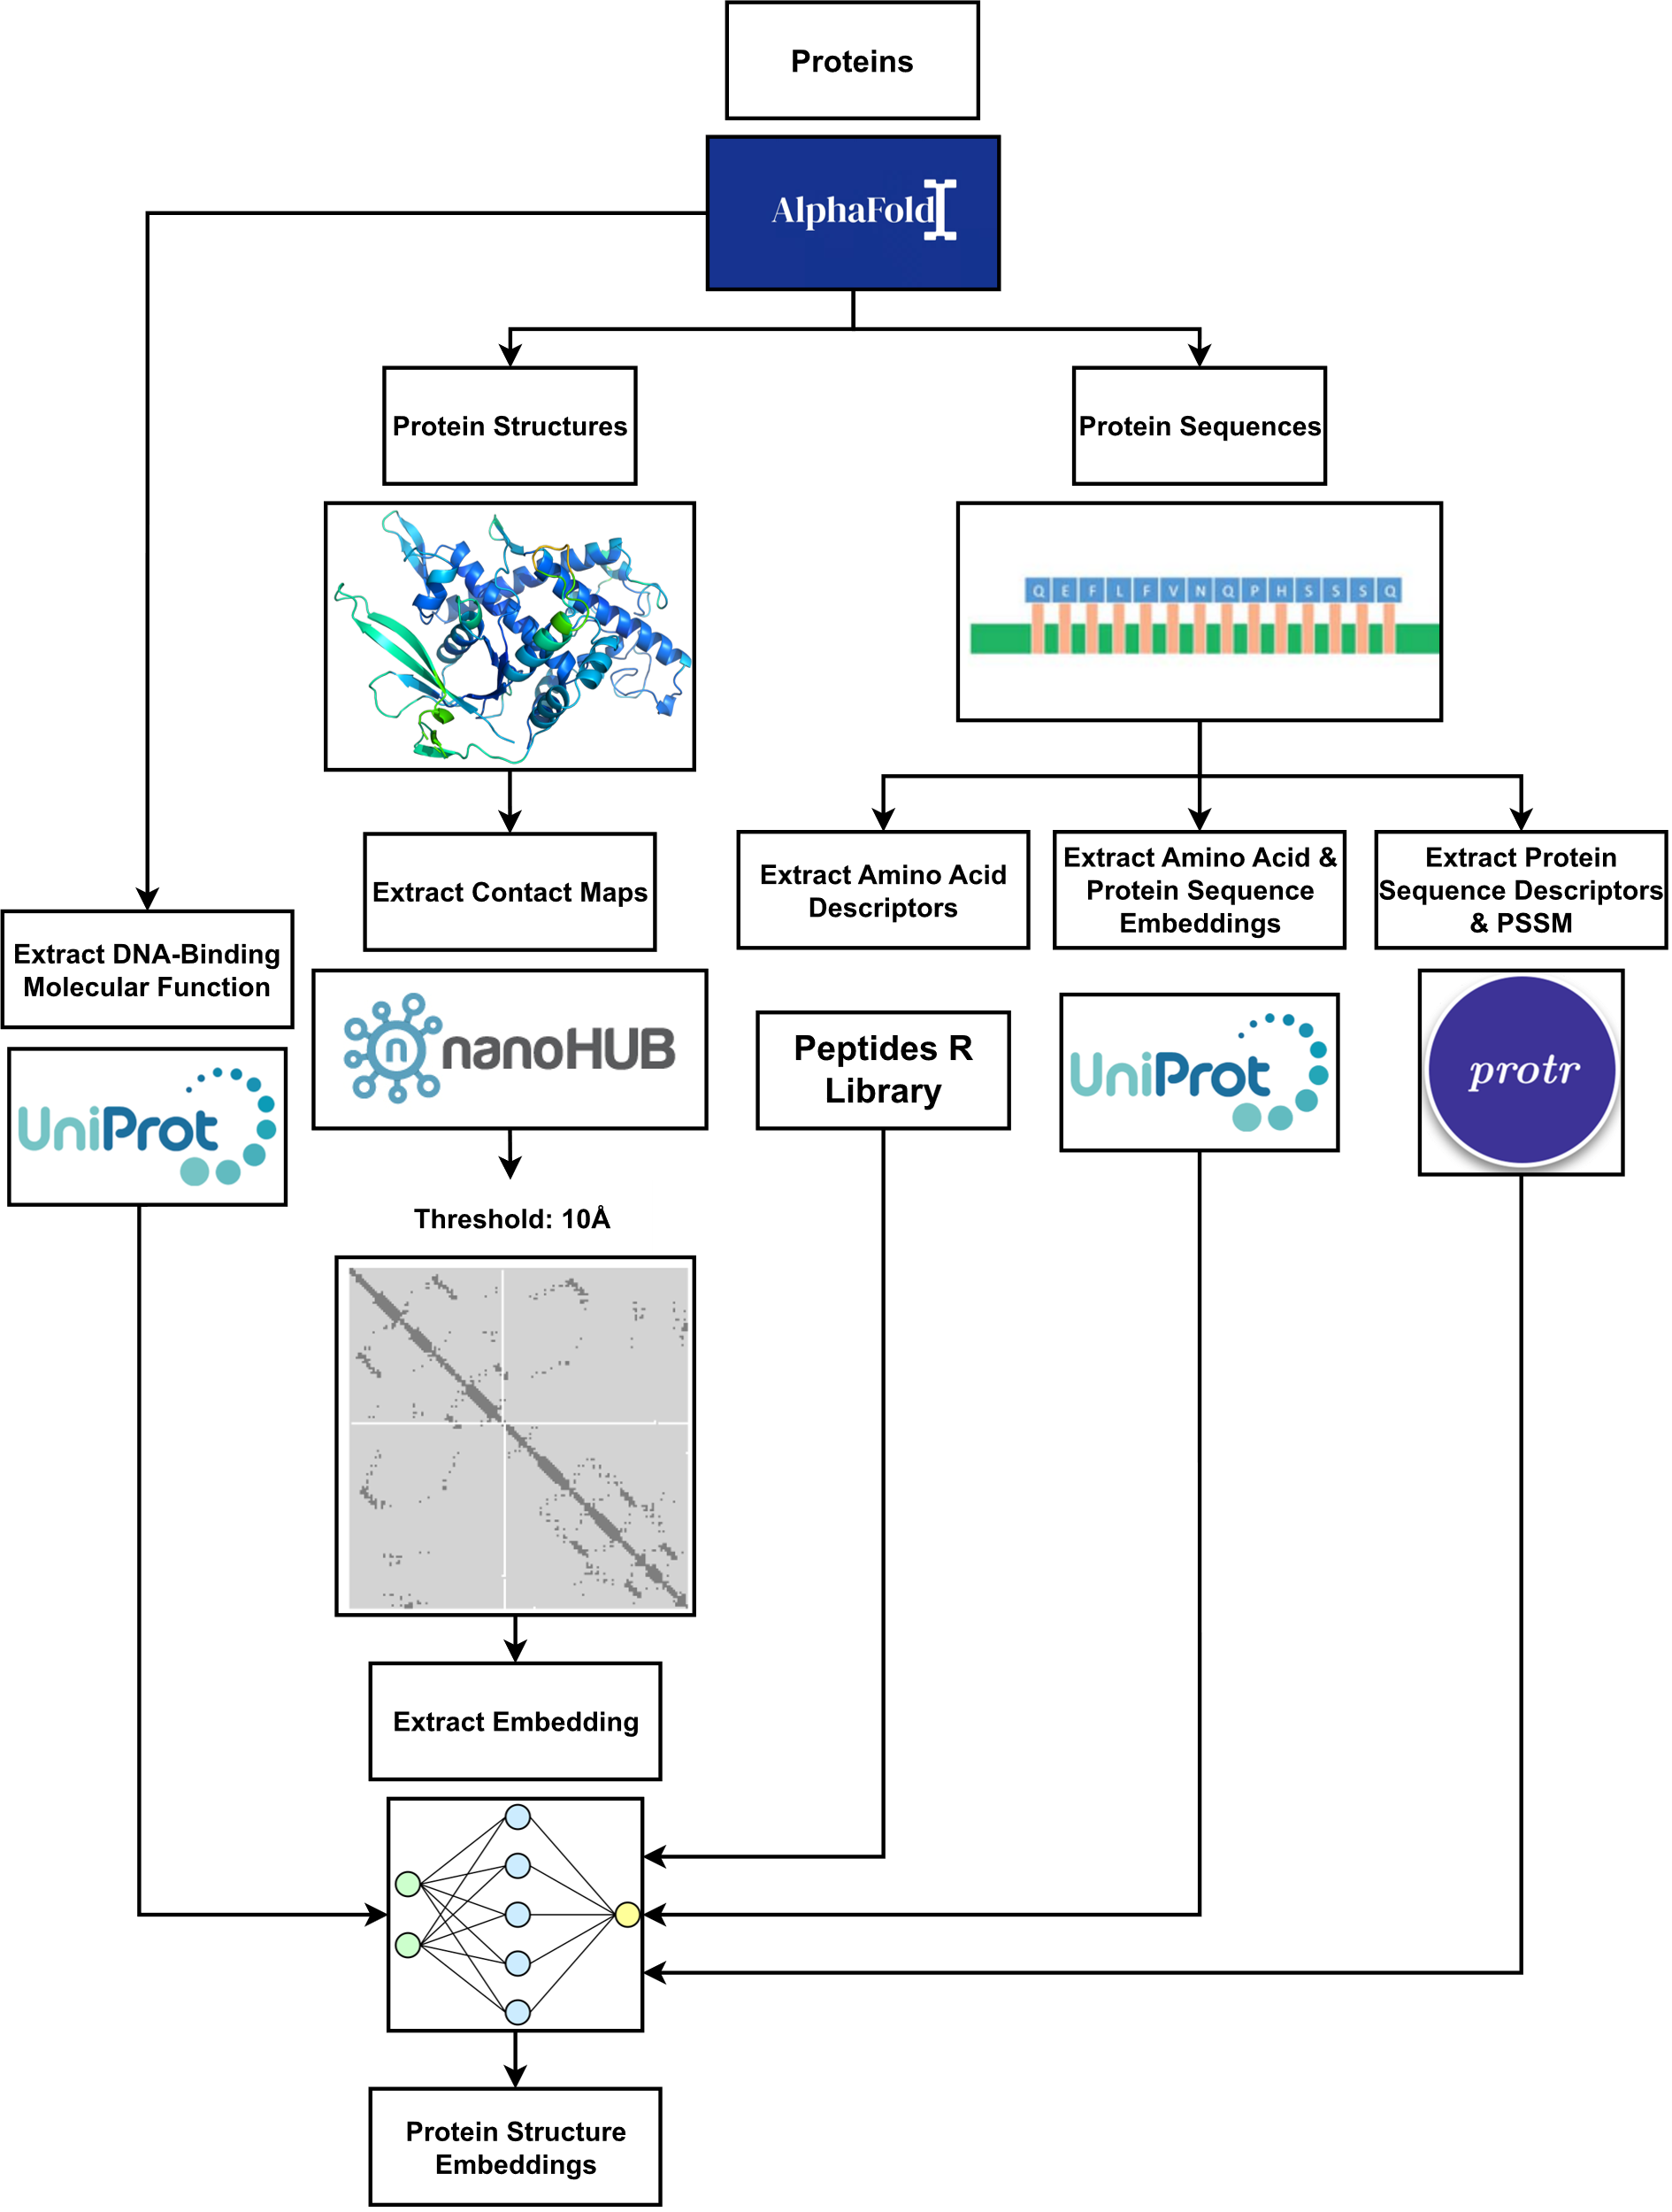 Proteins
AlphaFold
Protein Structures
Protein Sequences
Q E F L F V N Q P H S S S Q
Extract Contact Maps
Extract Amino Acid
Descriptors
Extract Amino Acid &
Protein Sequence
Embeddings
Extract Protein
Sequence Descriptors
& PSSM
Extract DNA-Binding
Molecular Function
n nanoHUB
Peptides R
Library
UniProt
protr
UniProt
Threshold: 10Å
Extract Embedding
Protein Structure
Embeddings